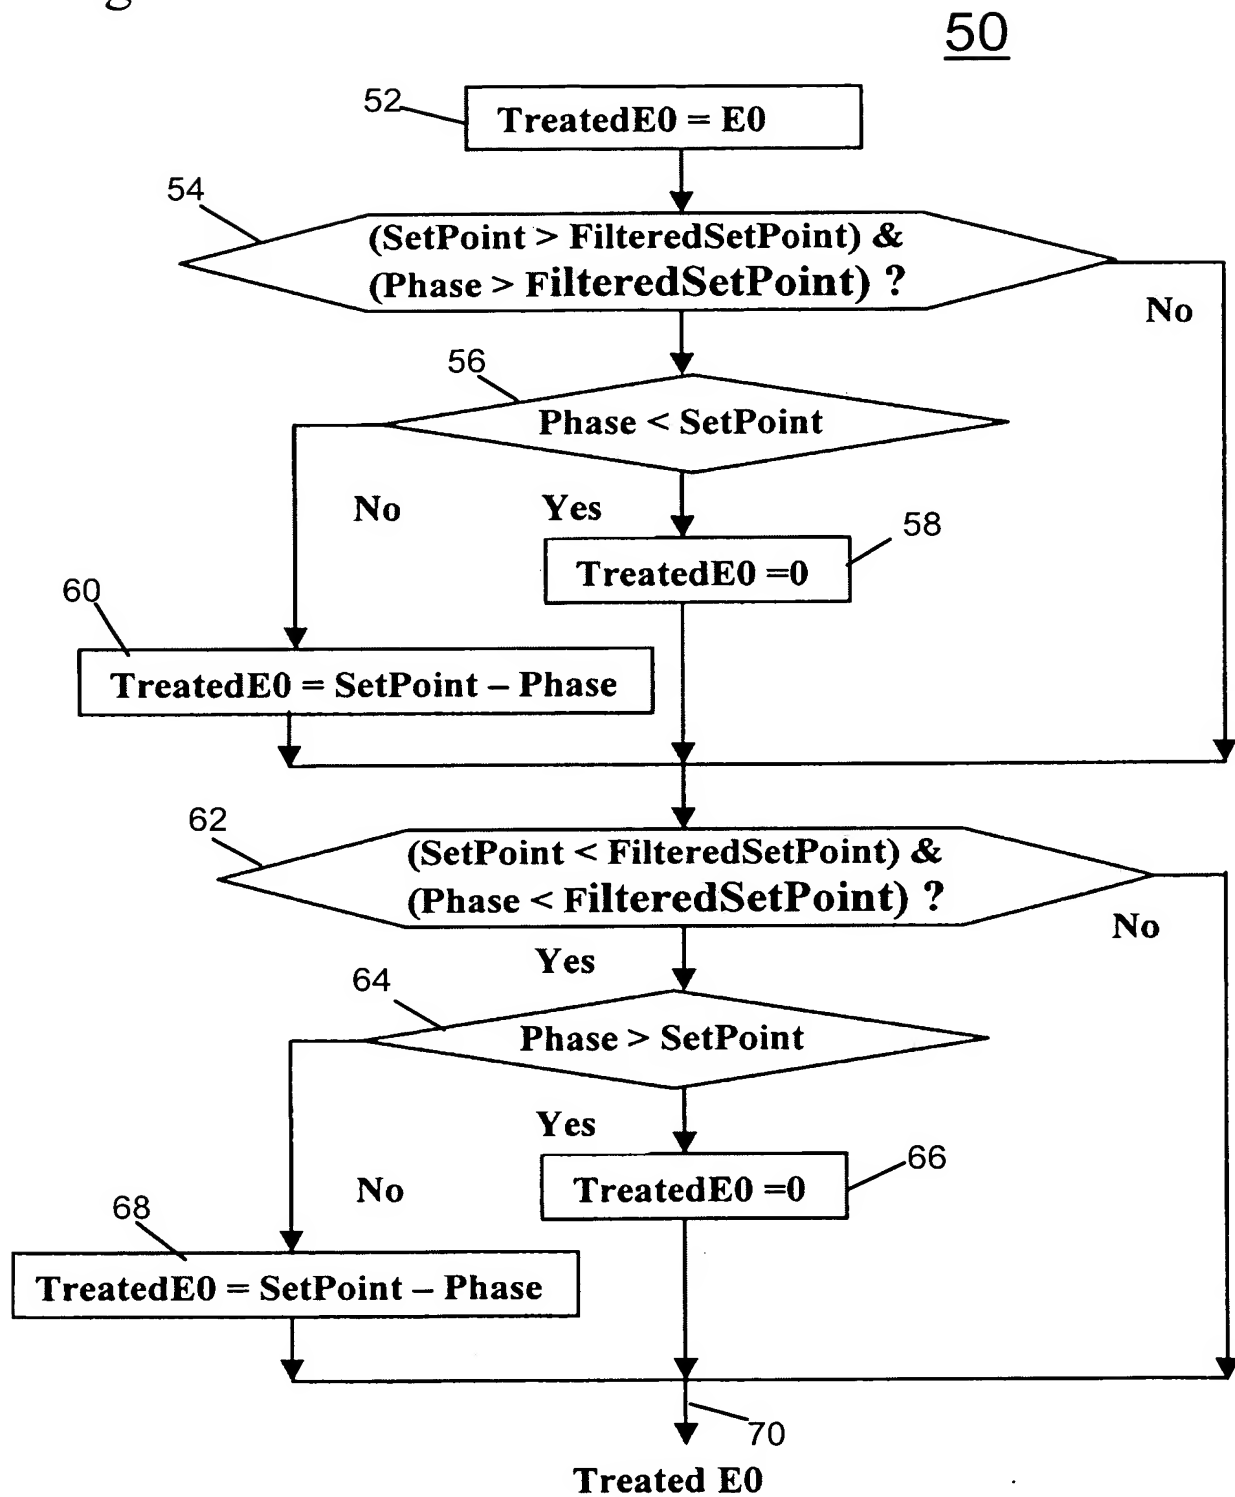 50
52
TreatedE0 = E0
54
(SetPoint > FilteredSetPoint) &
(Phase > FilteredSetPoint) ?
No
56
Phase < SetPoint
No
Yes
58
TreatedE0 =0
60
TreatedE0 = SetPoint – Phase
62
(SetPoint < FilteredSetPoint) &
(Phase < FilteredSetPoint) ?
No
Yes
64
Phase > SetPoint
Yes
66
No
TreatedE0 =0
68
TreatedE0 = SetPoint – Phase
70
Treated E0